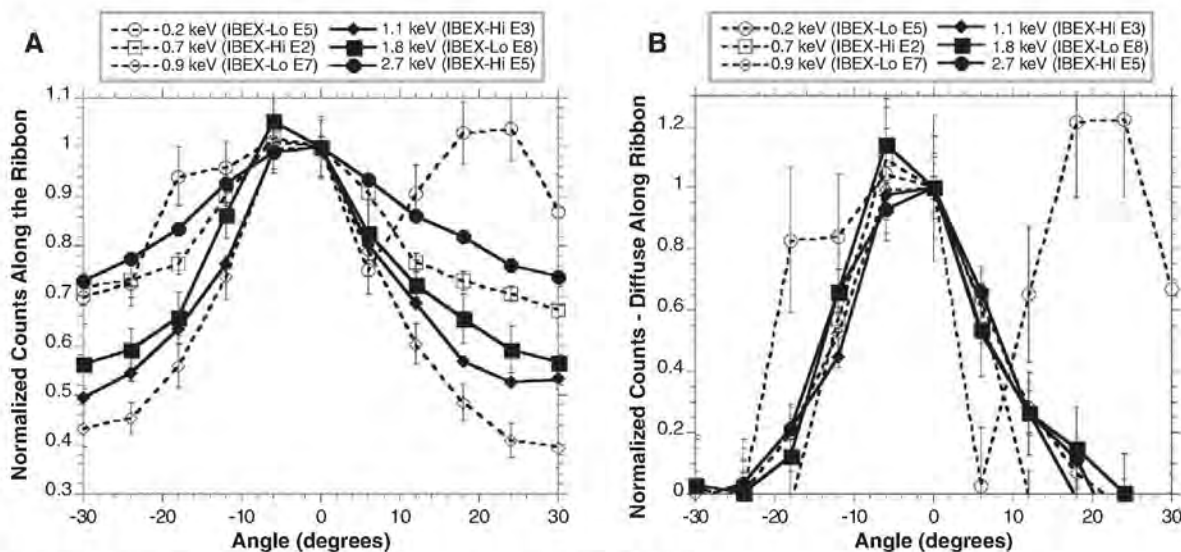 A
0.2 keV (IBEX-Lo E5) 1.1 keV (IBEX-Hi E3)
0.7 keV (IBEX-Hi E2) 1.8 keV (IBEX-Lo E8)
0.9 keV (IBEX-Lo E7) 2.7 keV (IBEX-Hi E5)
Normalized Counts Along the Ribbon
1.1
1
0.9
0.8
0.7
0.6
0.5
0.4
0.3
-30 -20 -10 0 10 20 30
Angle (degrees)
B
0.2 keV (IBEX-Lo E5) 1.1 keV (IBEX-Hi E3)
0.7 keV (IBEX-Hi E2) 1.8 keV (IBEX-Lo E8)
0.9 keV (IBEX-Lo E7) 2.7 keV (IBEX-Hi E5)
Normalized Counts - Diffuse Along Ribbon
1.2
1
0.8
0.6
0.4
0.2
0
-30 -20 -10 0 10 20 30
Angle (degrees)